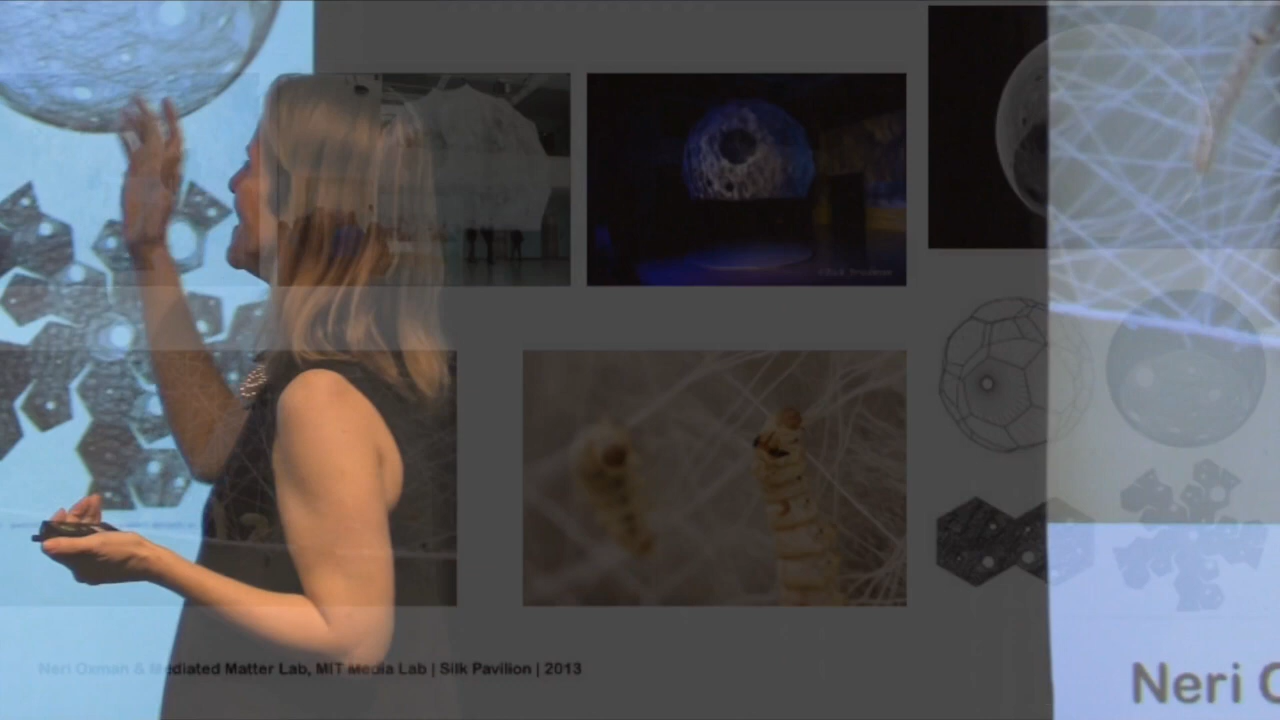 Neri Oxman & Mediated Matter Lab, MIT Media Lab | Silk Pavilion | 2013
Neri